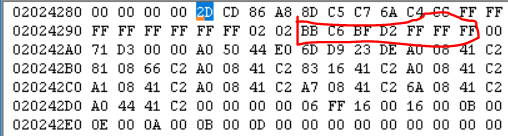 02024280 00 00 00 00 2D CD 86 A8 8D C5 C7 6A C4 CC FF FF
02024290 FF FF FF FF FF FF 02 02 BB C6 BF D2 FF FF FF 00
020242A0 71 D3 00 00 A0 50 44 E0 6D D9 23 DE A0 08 41 C2
020242B0 81 08 66 C2 A0 08 41 C2 83 16 41 C2 A0 08 41 C2
020242C0 A1 08 41 C2 A0 08 41 C2 A7 08 41 C2 6A 08 41 C2
020242D0 A0 44 41 C2 00 00 00 00 06 FF 16 00 16 00 0B 00
020242E0 0E 00 0A 00 0B 00 0D 00 00 00 00 00 00 00 00 00